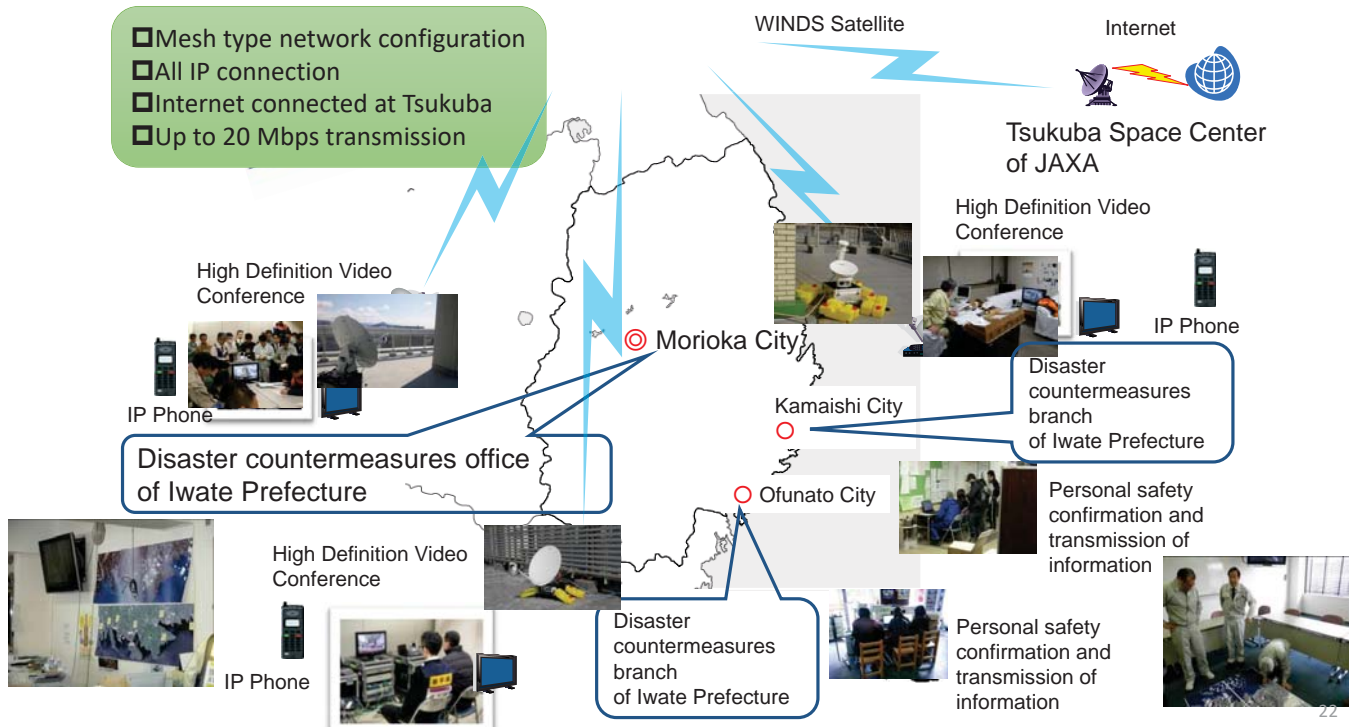 ❑Mesh type network configuration
❑All IP connection
❑Internet connected at Tsukuba
❑Up to 20 Mbps transmission
WINDS Satellite
Internet
Tsukuba Space Center
of JAXA
High Definition Video
Conference
IP Phone
High Definition Video
Conference
IP Phone
Morioka City
Disaster countermeasures office
of Iwate Prefecture
Kamaishi City
Disaster
countermeasures
branch
of Iwate Prefecture
Ofunato City
Personal safety
confirmation and
transmission of
information
High Definition Video
Conference
IP Phone
Disaster
countermeasures
branch
of Iwate Prefecture
Personal safety
confirmation and
transmission of
information
22